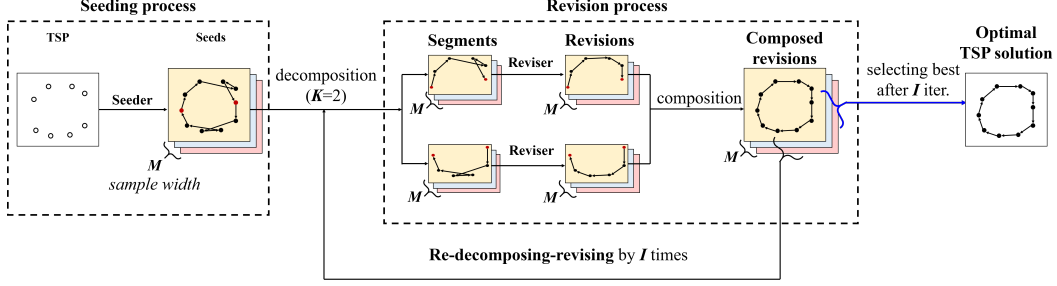 Seeding process
TSP
Seeds
Seeder
M
sample width
decomposition
(K=2)
Revision process
Segments
Revisions
Composed
revisions
Reviser
M
M
Reviser
M
M
composition
M
selecting best
after I iter.
Optimal
TSP solution
Re-decomposing-revising by I times